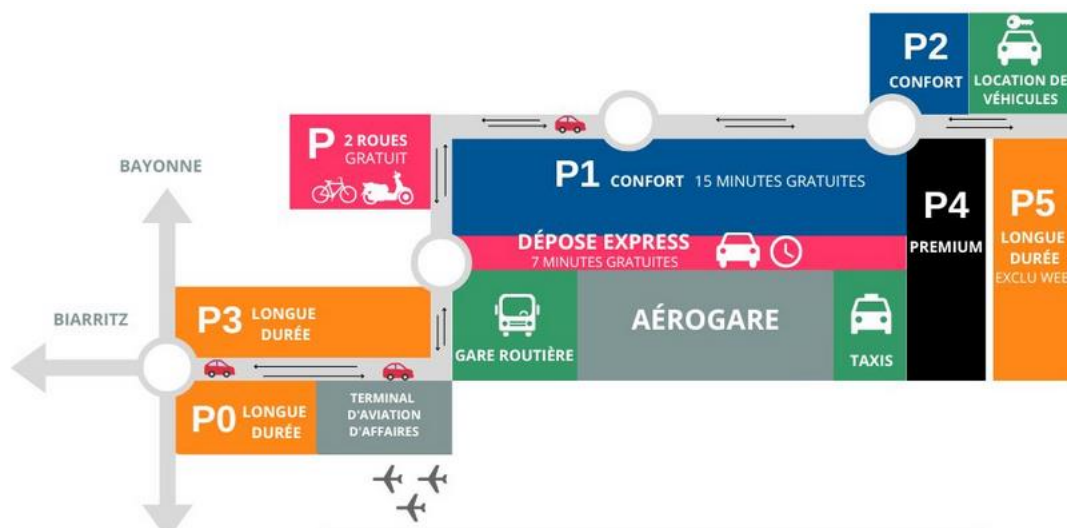 P2
CONFORT
LOCATION DE
VÉHICULES
P 2 ROUES
GRATUIT
BAYONNE
P1 CONFORT 15 MINUTES GRATUITES
P4
PREMIUM
P5
LONGUE
DURÉE
EXCLU WEB
DÉPOSE EXPRESS
7 MINUTES GRATUITES
BIARRITZ
P3 LONGUE
DURÉE
GARE ROUTIÈRE
AÉROGARE
TAXIS
P0 LONGUE
DURÉE
TERMINAL
D'AVIATION
D'AFFAIRES